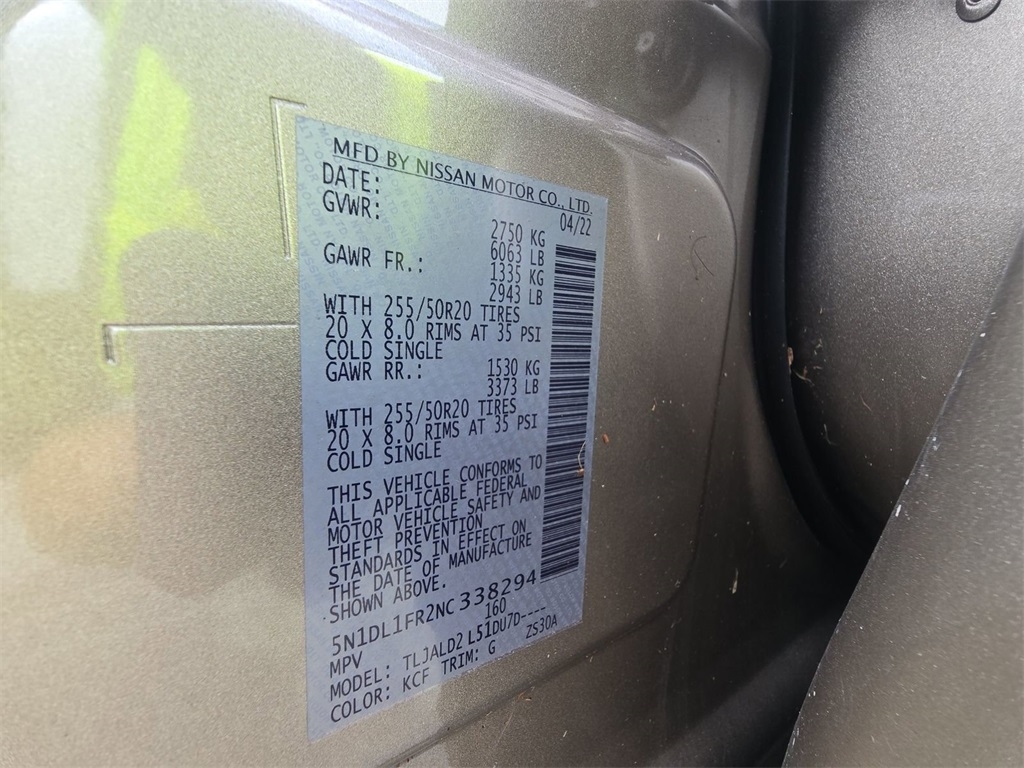 MFD BY NISSAN MOTOR CO., LTD.
DATE: 04/22
GVWR: 2750 KG
6063 LB
GAWR FR.: 1335 KG
2943 LB
WITH 255/50R20 TIRES
20 X 8.0 RIMS AT 35 PSI
COLD SINGLE
GAWR RR.: 1530 KG
3373 LB
WITH 255/50R20 TIRES
20 X 8.0 RIMS AT 35 PSI
COLD SINGLE
THIS VEHICLE CONFORMS TO
ALL APPLICABLE FEDERAL
MOTOR VEHICLE SAFETY AND
THEFT PREVENTION
STANDARDS IN EFFECT ON
THE DATE OF MANUFACTURE
SHOWN ABOVE.
5N1DL1FR2NC338294
MPV 160
MODEL: TLJALD2 L51DU7D----
COLOR: KCF TRIM: G ZS30A